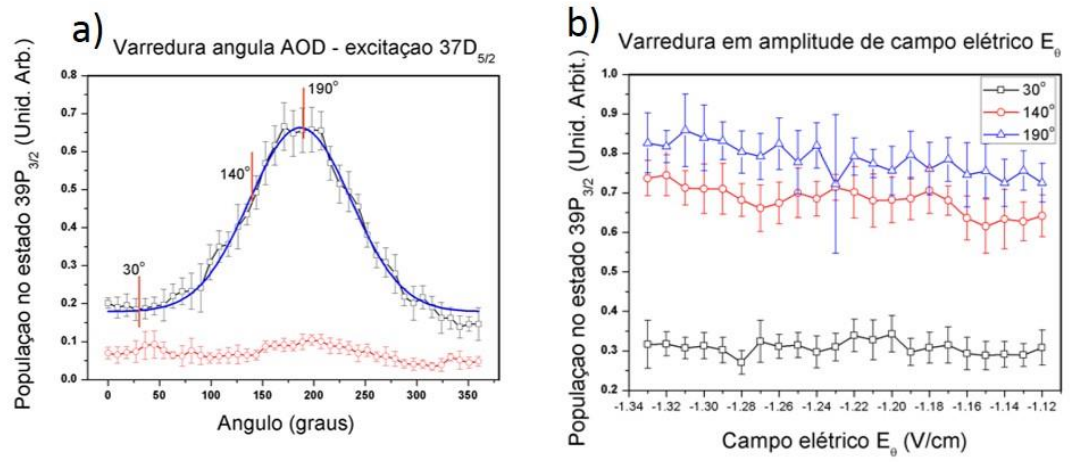 a)
Varredura angula AOD - excitaçao 37D5/2
População no estado 39P3/2 (Unid. Arb.)
0.8
0.7
0.6
0.5
0.4
0.3
0.2
0.1
0.0
30°
140°
190°
0 50 100 150 200 250 300 350
Angulo (graus)
b)
Varredura em amplitude de campo elétrico Eθ
População no estado 39P3/2 (Unid. Arbit.)
1.0
0.9
0.8
0.7
0.6
0.5
0.4
0.3
0.2
30°
140°
190°
-1.34 -1.32 -1.30 -1.28 -1.26 -1.24 -1.22 -1.20 -1.18 -1.16 -1.14 -1.12
Campo elétrico Eθ (V/cm)